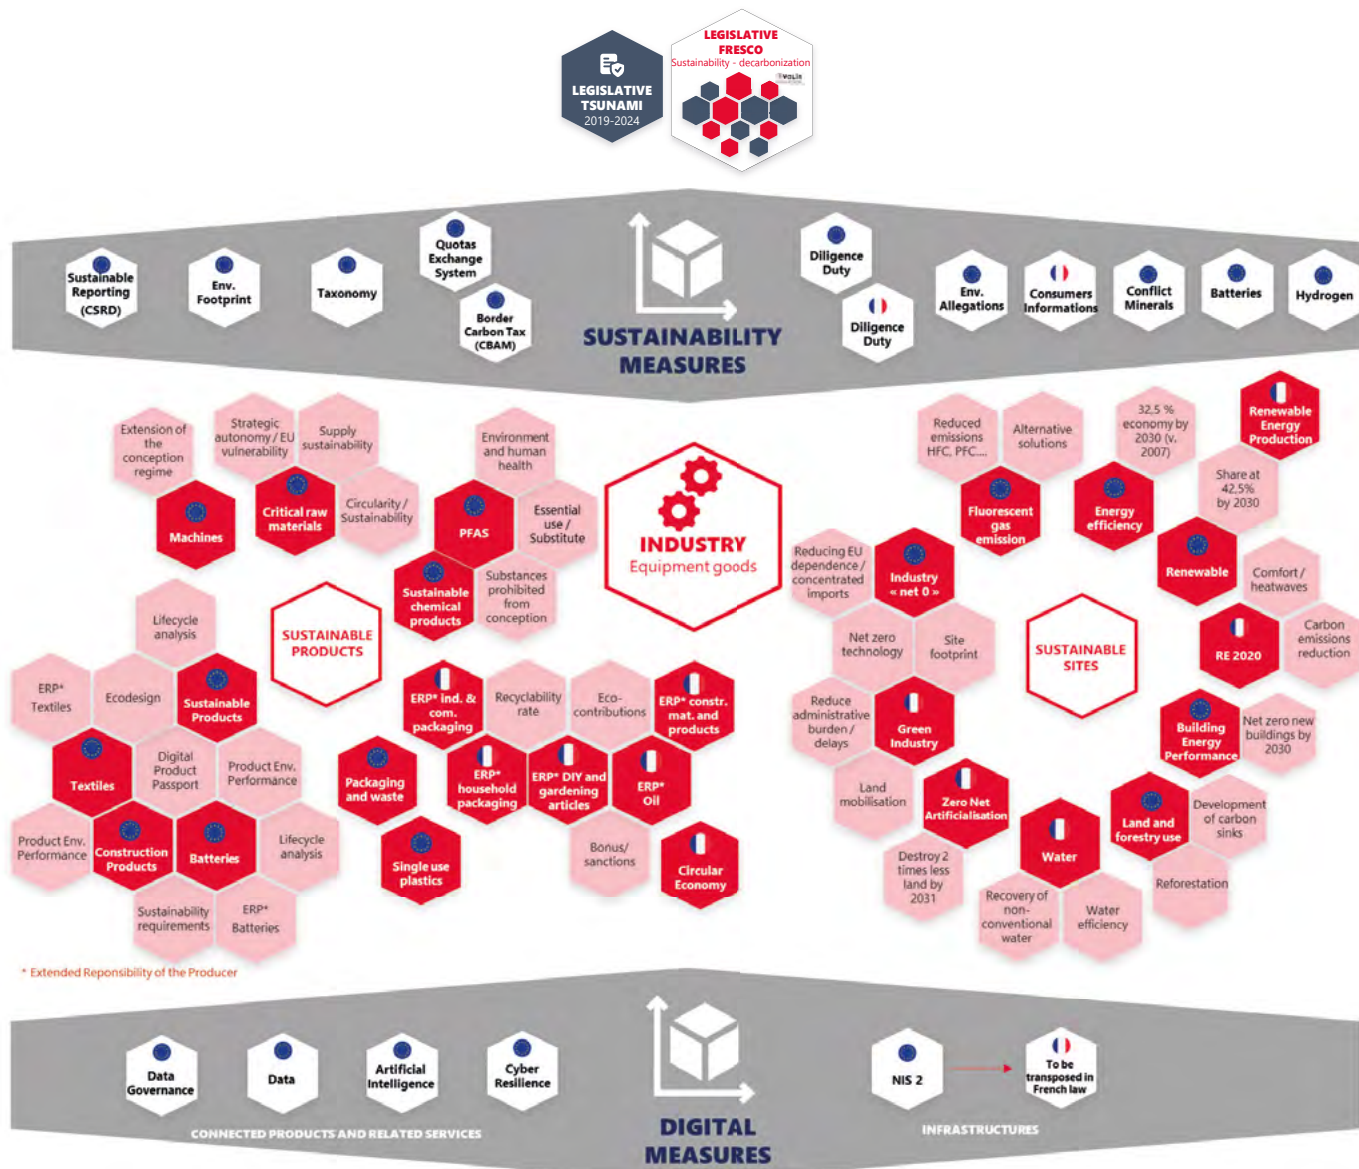 LEGISLATIVE
TSUNAMI
2019-2024
LEGISLATIVE
FRESCO
Sustainability - decarbonization
Sustainable
Reporting
(CSRD)
Env.
Footprint
Taxonomy
Quotas
Exchange
System
Border
Carbon Tax
(CBAM)
SUSTAINABILITY
MEASURES
Diligence
Duty
Diligence
Duty
Env.
Allegations
Consumers
Informations
Conflict
Minerals
Batteries
Hydrogen
Extension of
the
conception
regime
Machines
Strategic
autonomy / EU
vulnerability
Supply
sustainability
Critical raw
materials
Circularity /
Sustainability
Environment
and human
health
PFAS
Essential
use /
Substitute
Sustainable
chemical
products
Substances
prohibited
from
conception
INDUSTRY
Equipment goods
Reduced
emissions
HFC, PFC....
Alternative
solutions
Fluorescent
gas
emission
32,5 %
economy by
2030 (v.
2007)
Energy
efficiency
Renewable
Energy
Production
Share at
42,5%
by 2030
Renewable
Reducing EU
dependence /
concentrated
imports
Industry
« net 0 »
Net zero
technology
Site
footprint
Reduce
administrative
burden /
delays
Green
Industry
Land
mobilisation
Zero Net
Artificialisation
Destroy 2
times less
land by
2031
SUSTAINABLE
SITES
Comfort /
heatwaves
RE 2020
Carbon
emissions
reduction
Building
Energy
Performance
Net zero new
buildings by
2030
Land and
forestry use
Development
of carbon
sinks
Reforestation
Water
Recovery of
non-
conventional
water
Water
efficiency
SUSTAINABLE
PRODUCTS
Lifecycle
analysis
ERP*
Textiles
Ecodesign
Sustainable
Products
Textiles
Digital
Product
Passport
Product Env.
Performance
Product Env.
Performance
Construction
Products
Batteries
Lifecycle
analysis
Sustainability
requirements
ERP*
Batteries
ERP* ind. &
com.
packaging
Recyclability
rate
Eco-
contributions
ERP* constr.
mat. and
products
Packaging
and waste
ERP*
household
packaging
ERP* DIY and
gardening
articles
ERP*
Oil
Single use
plastics
Bonus/
sanctions
Circular
Economy
* Extended Reponsibility of the Producer
Data
Governance
Data
Artificial
Intelligence
Cyber
Resilience
CONNECTED PRODUCTS AND RELATED SERVICES
DIGITAL
MEASURES
NIS 2
To be
transposed in
French law
INFRASTRUCTURES